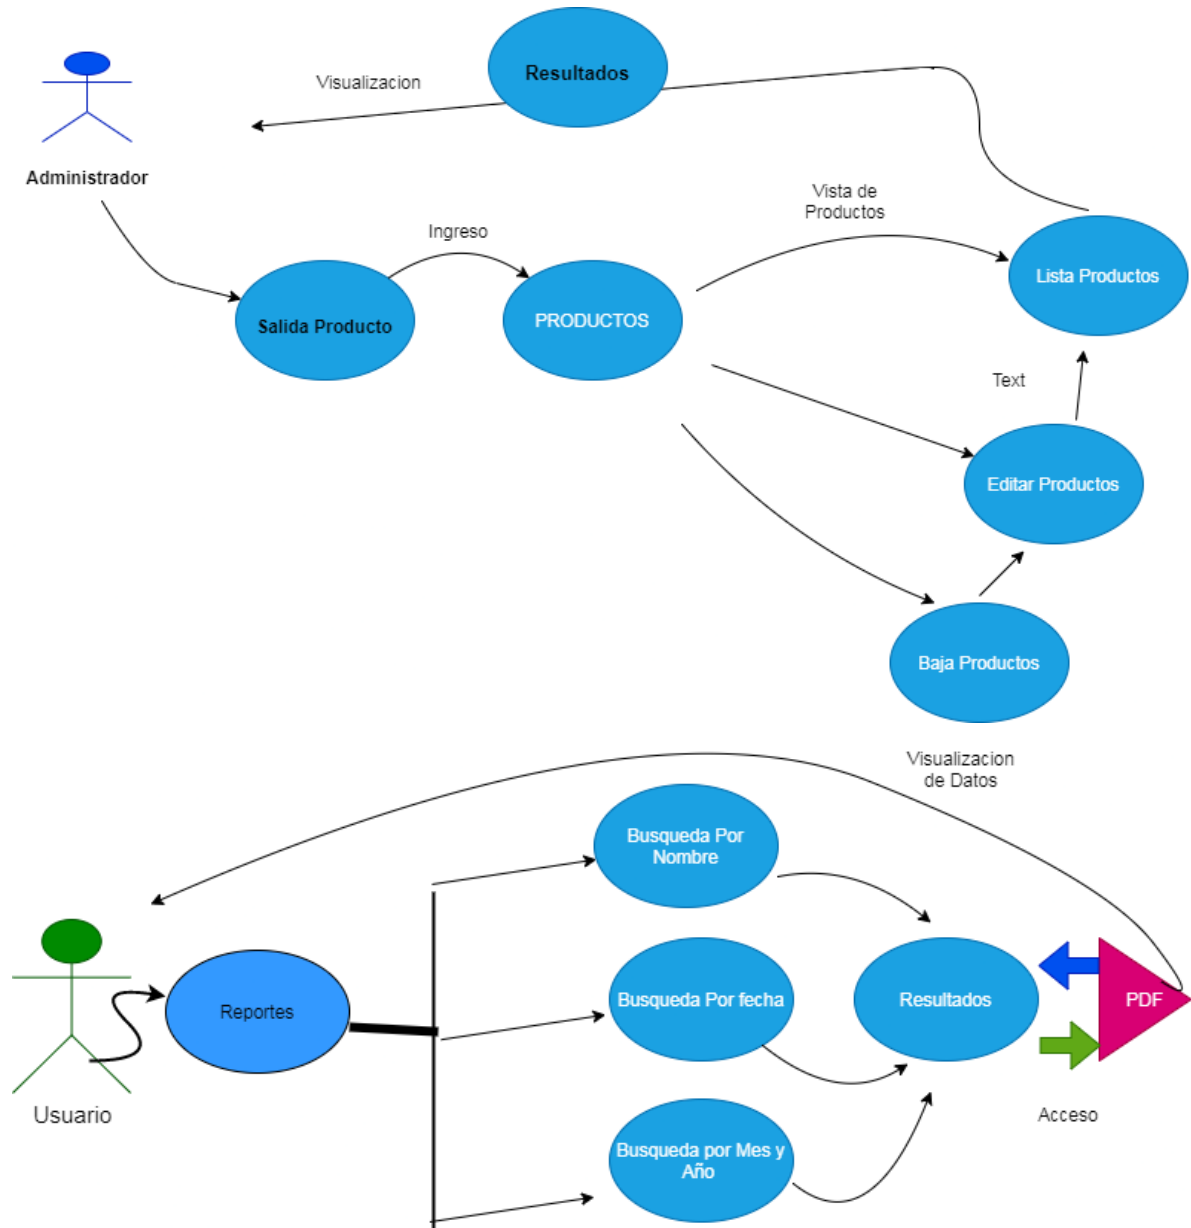 Resultados
Visualizacion
Administrador
Vista de
Productos
Ingreso
Lista Productos
Salida Producto
PRODUCTOS
Text
Editar Productos
Baja Productos
Visualizacion
de Datos
Busqueda Por
Nombre
Busqueda Por fecha
Resultados
PDF
Reportes
Usuario
Acceso
Busqueda por Mes y
Año